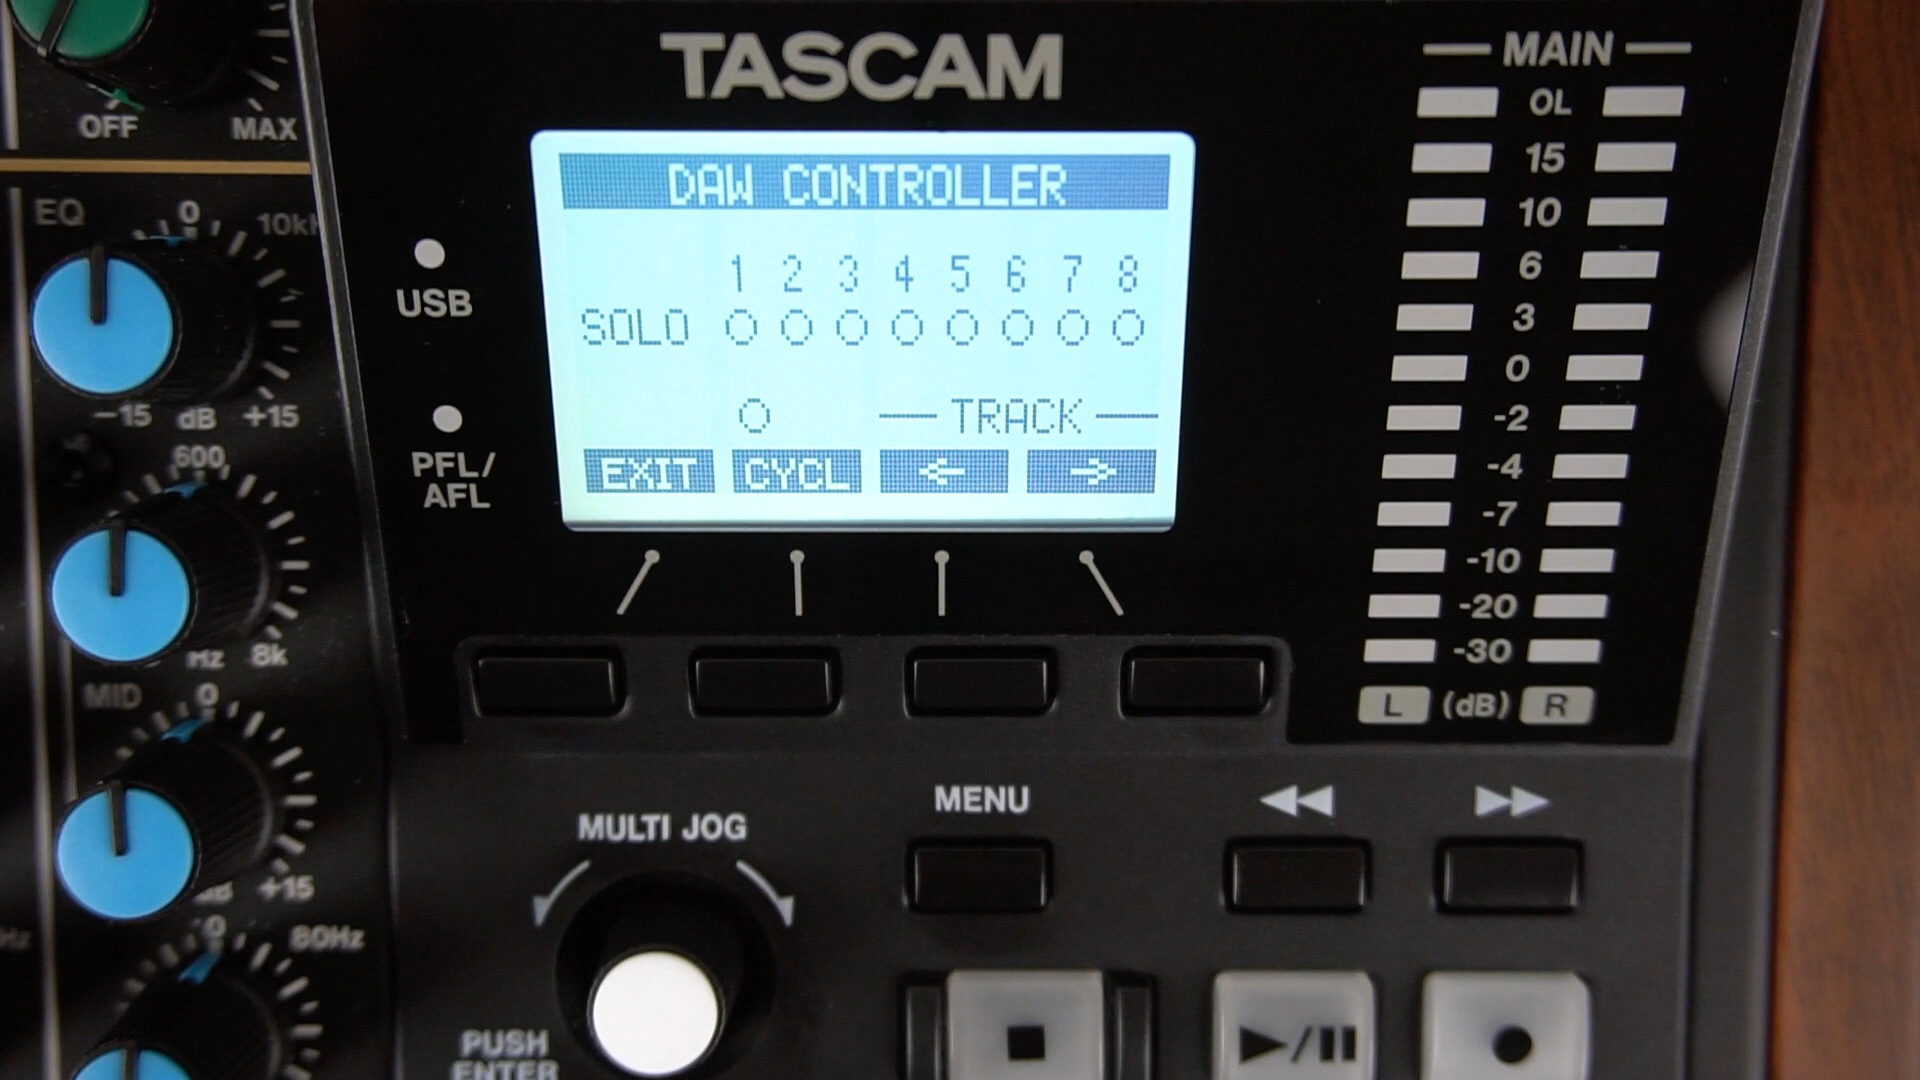 TASCAM
MAIN
OL
15
10
6
3
0
-2
-4
-7
-10
-20
-30
L (dB) R
DAW CONTROLLER
1 2 3 4 5 6 7 8
SOLO
TRACK
EXIT CYCL
USB
PFL/
AFL
OFF MAX
EQ
0
-15 dB +15
600
Hz 8k
MID
0
+15
0
80Hz
MULTI JOG
MENU
PUSH
ENTER